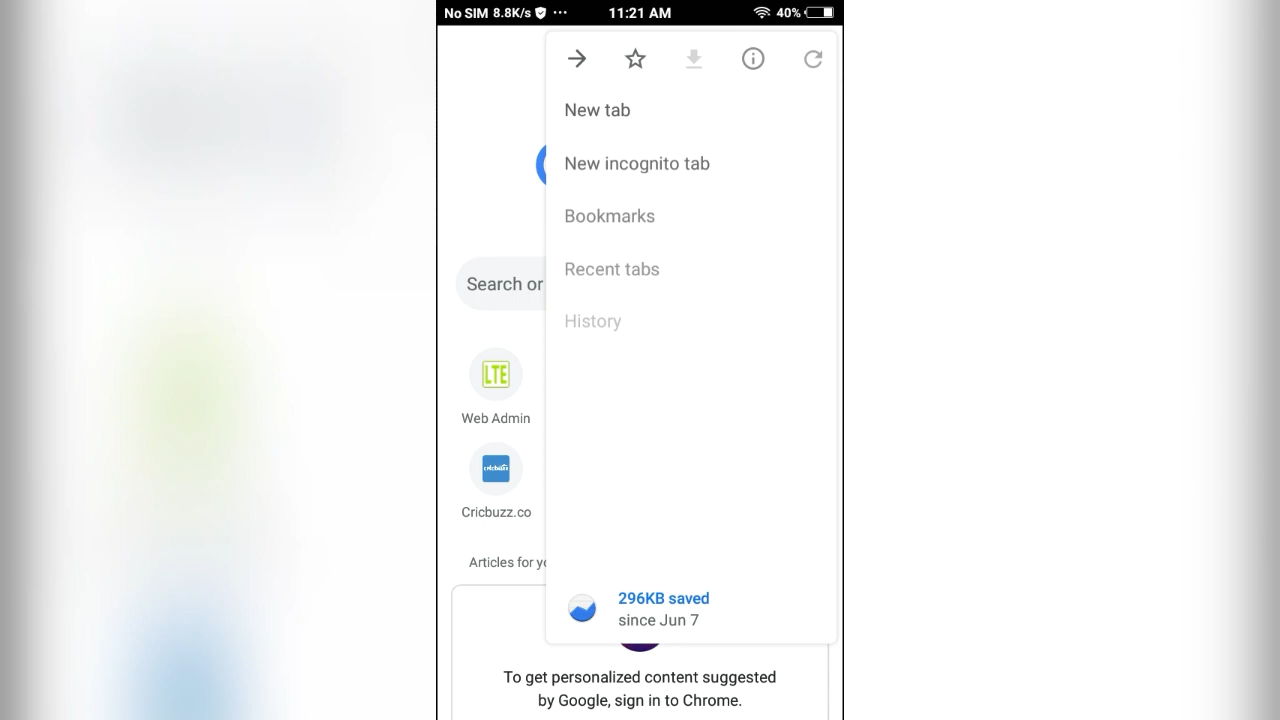 No SIM 8.8K/s ... 11:21 AM 40%
New tab
New incognito tab
Bookmarks
Recent tabs
History
Search or
LTE
Web Admin
cricbuzz
Cricbuzz.co
Articles for yo
296KB saved
since Jun 7
To get personalized content suggested
by Google, sign in to Chrome.